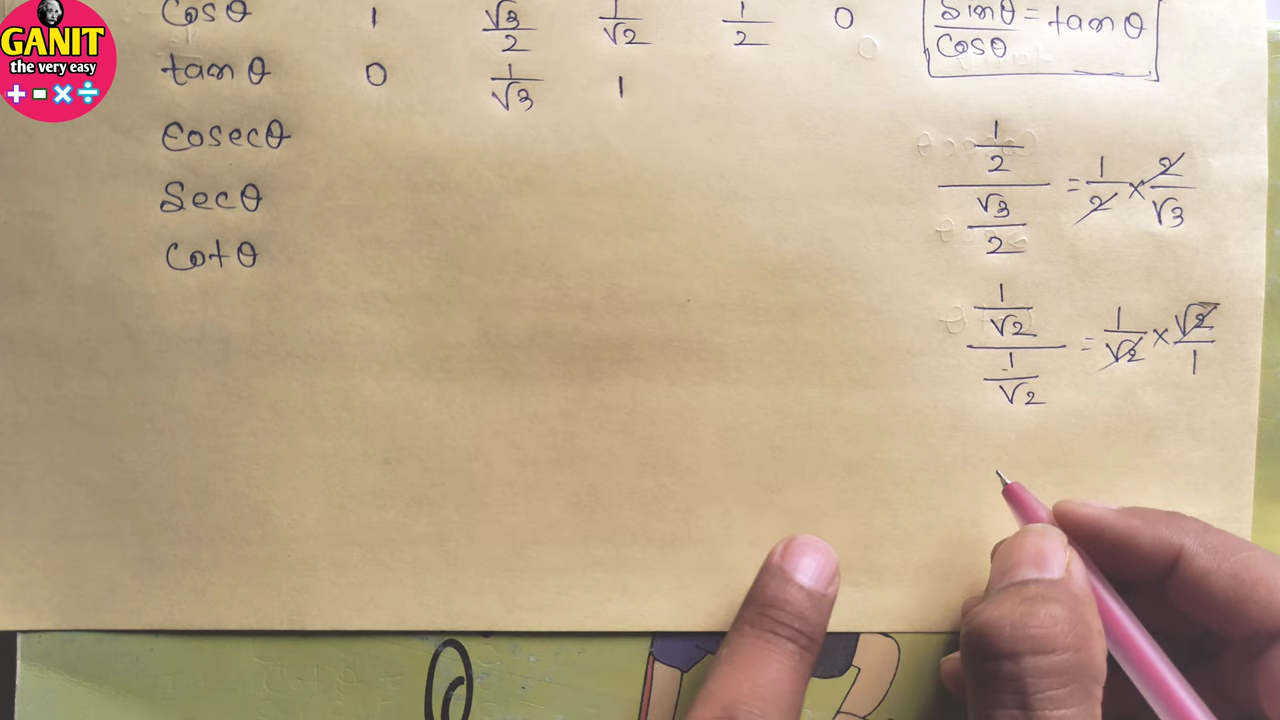 GANIT
the very easy
+ - × ÷
Cosθ 1 √3/2 1/√2 1/2 0
tanθ 0 1/√3 1
Cosecθ
Secθ
Cotθ
Sinθ/Cosθ = tanθ
(1/2)/(√3/2) = 1/2 × 2/√3
(1/√2)/(1/√2) = 1/√2 × √2/1